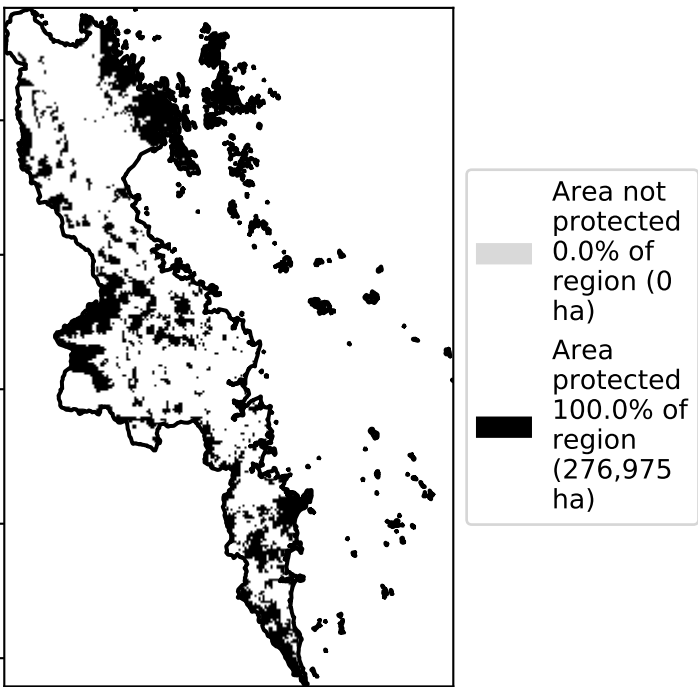 Area not
protected
0.0% of
region (0
ha)
Area
protected
100.0% of
region
(276,975
ha)